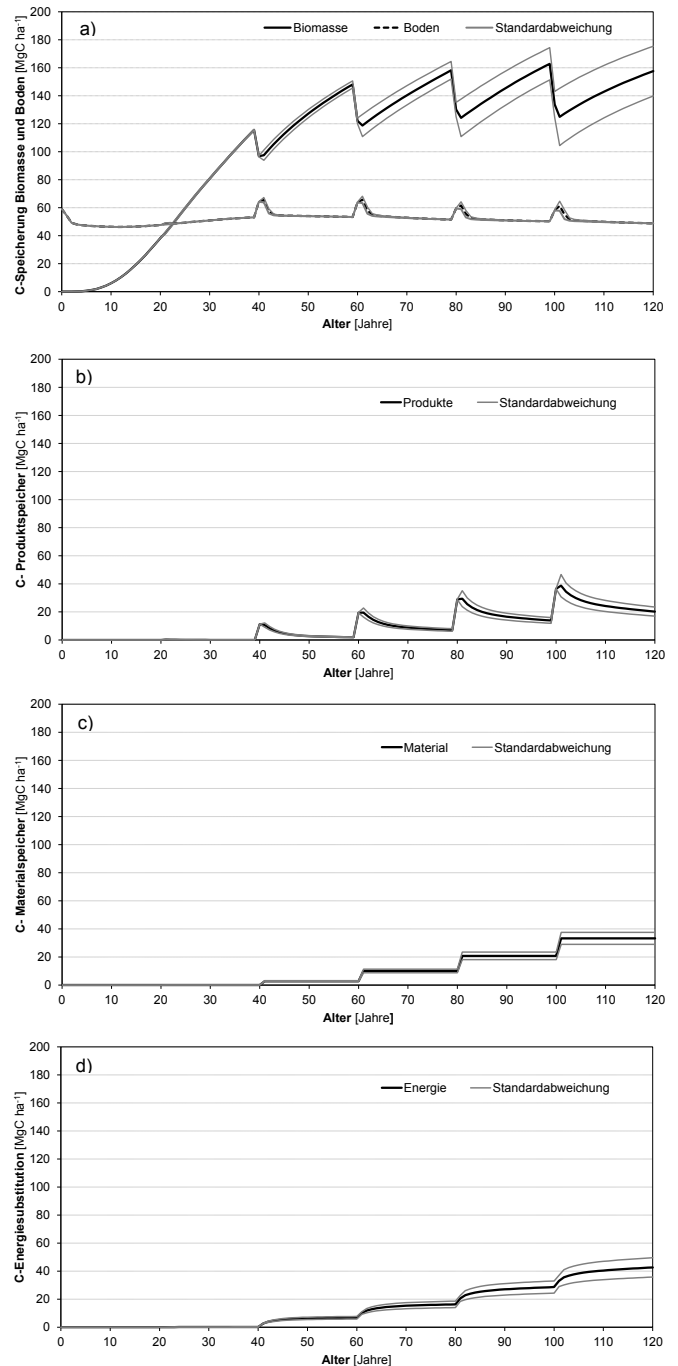 a)
Biomasse Boden Standardabweichung
C-Speicherung Biomasse und Boden [MgC ha⁻¹]
200
180
160
140
120
100
80
60
40
20
0
0 10 20 30 40 50 60 70 80 90 100 110 120
Alter [Jahre]
b)
Produkte Standardabweichung
C- Produktspeicher [MgC ha⁻¹]
200
180
160
140
120
100
80
60
40
20
0
0 10 20 30 40 50 60 70 80 90 100 110 120
Alter [Jahre]
c)
Material Standardabweichung
C- Materialspeicher [MgC ha⁻¹]
200
180
160
140
120
100
80
60
40
20
0
0 10 20 30 40 50 60 70 80 90 100 110 120
Alter [Jahre]
d)
Energie Standardabweichung
C-Energiesubstitution [MgC ha⁻¹]
200
180
160
140
120
100
80
60
40
20
0
0 10 20 30 40 50 60 70 80 90 100 110 120
Alter [Jahre]